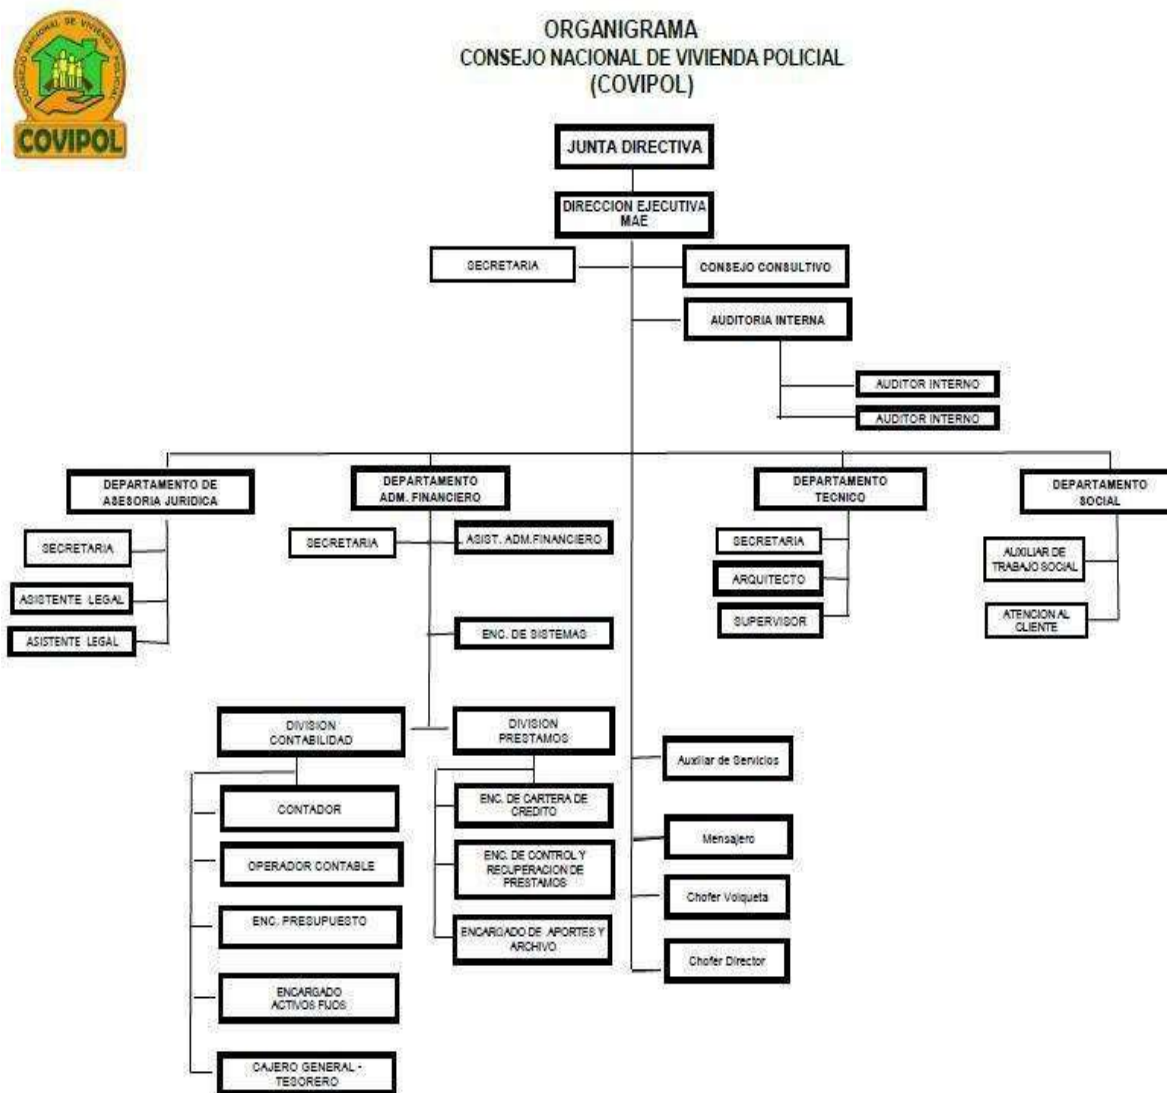 CONSEJO NACIONAL DE VIVIENDA POLICIAL
COVIPOL
ORGANIGRAMA
CONSEJO NACIONAL DE VIVIENDA POLICIAL
(COVIPOL)
JUNTA DIRECTIVA
DIRECCION EJECUTIVA
MAE
SECRETARIA
CONSEJO CONSULTIVO
AUDITORIA INTERNA
AUDITOR INTERNO
AUDITOR INTERNO
DEPARTAMENTO DE
ASESORIA JURIDICA
DEPARTAMENTO
ADM. FINANCIERO
DEPARTAMENTO
TECNICO
DEPARTAMENTO
SOCIAL
SECRETARIA
ASISTENTE LEGAL
ASISTENTE LEGAL
SECRETARIA
ASIST. ADM.FINANCIERO
ENC. DE SISTEMAS
SECRETARIA
ARQUITECTO
SUPERVISOR
AUXILIAR DE
TRABAJO SOCIAL
ATENCION AL
CLIENTE
DIVISION
CONTABILIDAD
DIVISION
PRESTAMOS
CONTADOR
OPERADOR CONTABLE
ENC. PRESUPUESTO
ENCARGADO
ACTIVOS FIJOS
CAJERO GENERAL -
TESORERO
ENC. DE CARTERA DE
CREDITO
ENC. DE CONTROL Y
RECUPERACION DE
PRESTAMOS
ENCARGADO DE APORTES Y
ARCHIVO
Auxiliar de Servicios
Mensajero
Chofer Volqueta
Chofer Director